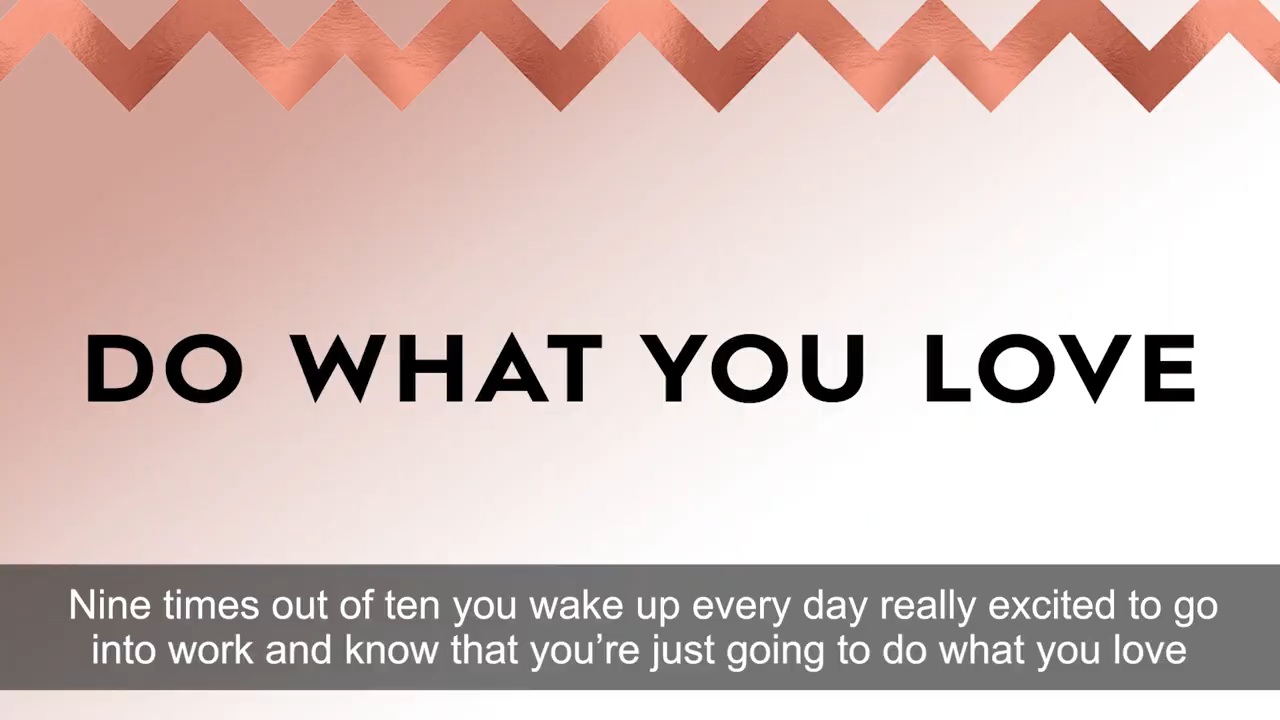 DO WHAT YOU LOVE
Nine times out of ten you wake up every day really excited to go
into work and know that you’re just going to do what you love